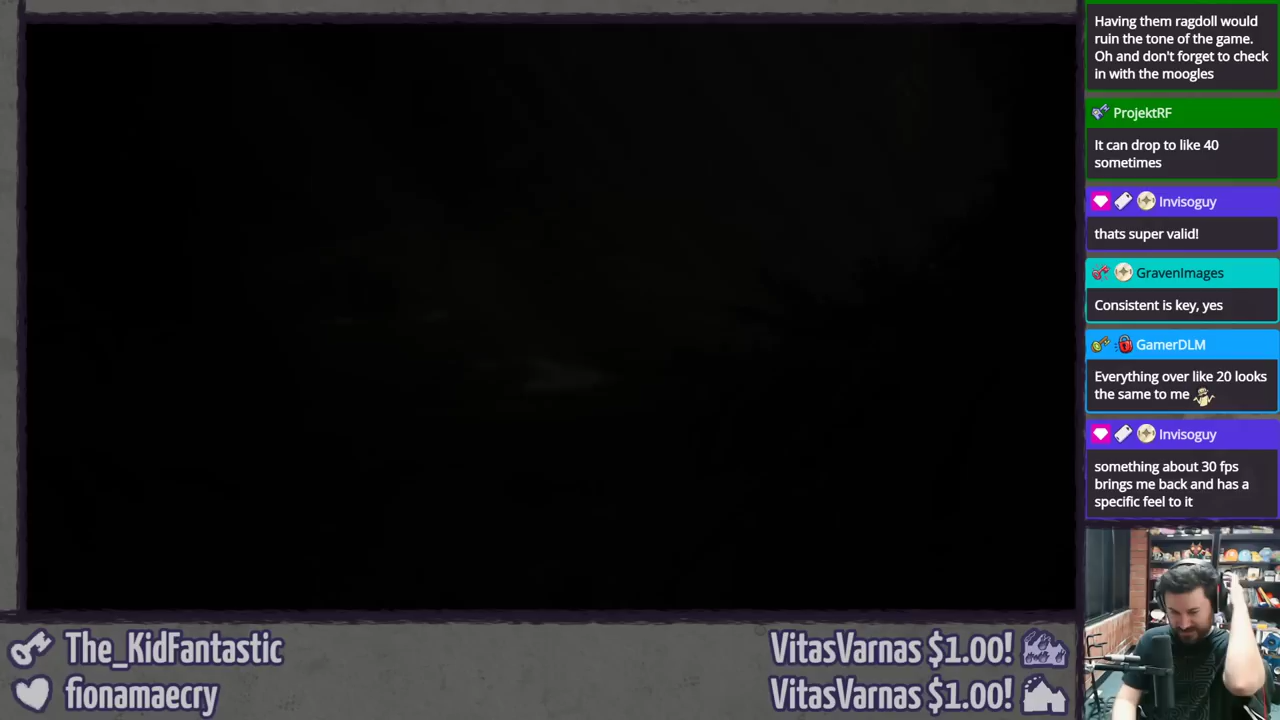 Having them ragdoll would
ruin the tone of the game.
Oh and don't forget to check
in with the moogles
ProjektRF
It can drop to like 40
sometimes
Invisoguy
thats super valid!
GravenImages
Consistent is key, yes
GamerDLM
Everything over like 20 looks
the same to me
Invisoguy
something about 30 fps
brings me back and has a
specific feel to it
The_KidFantastic
fionamaecry
VitasVarnas $1.00!
VitasVarnas $1.00!